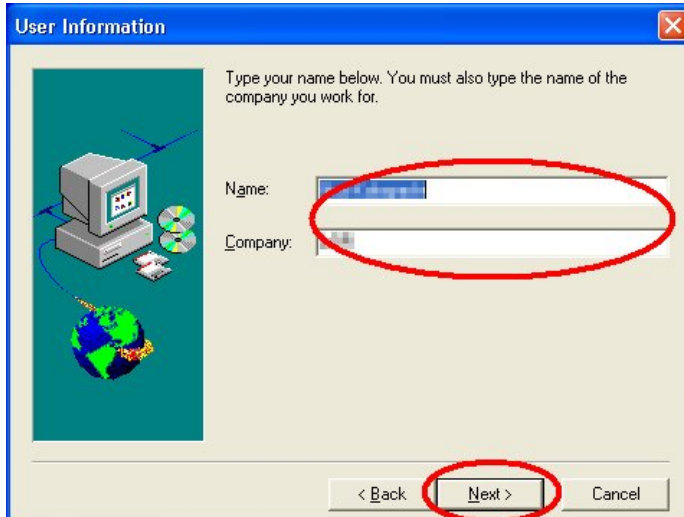 User Information
Type your name below. You must also type the name of the
company you work for.
Name:
Company:
< Back
Next >
Cancel